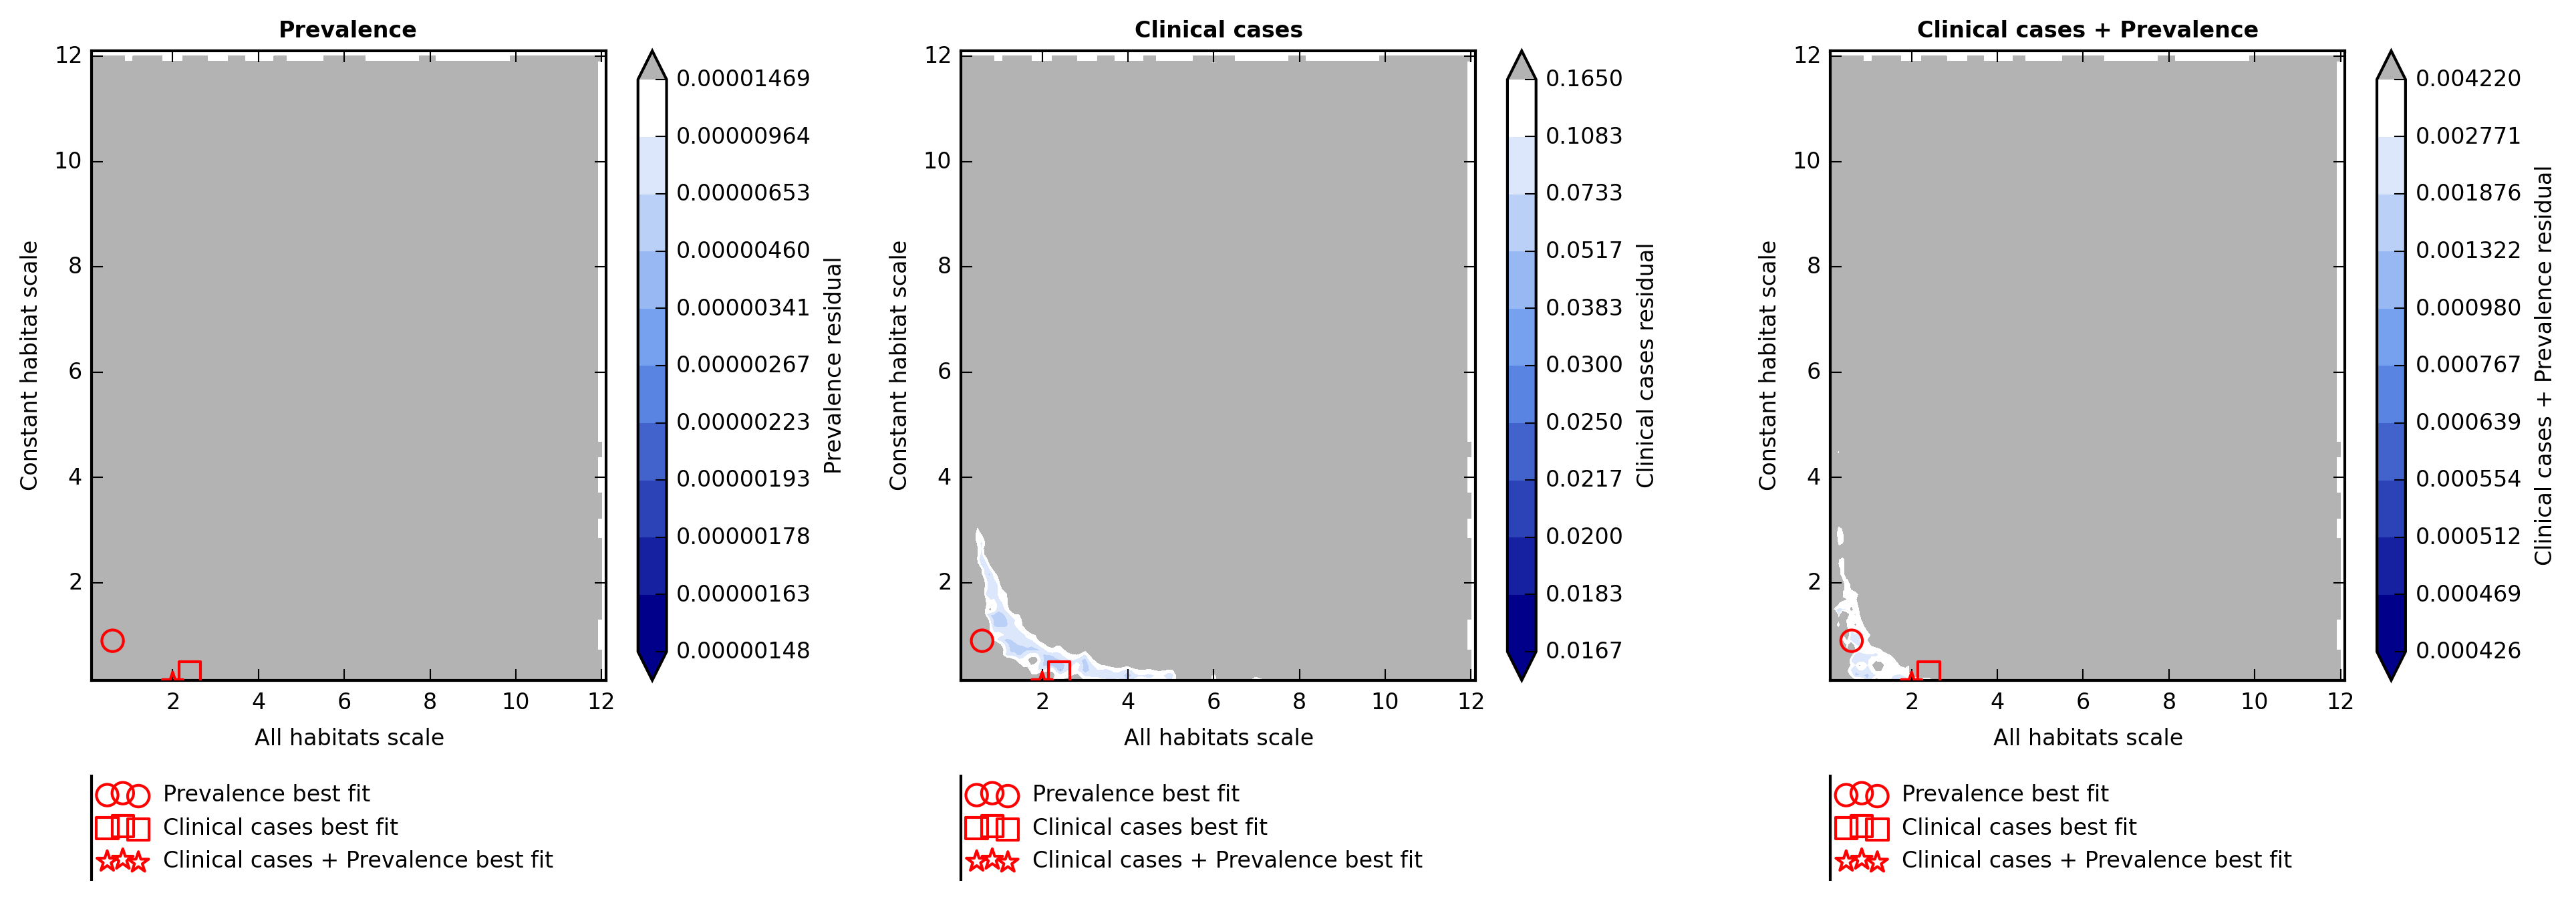 Prevalence
Constant habitat scale
12
10
8
6
4
2
2 4 6 8 10 12
All habitats scale
0.00001469
0.00000964
0.00000653
0.00000460
0.00000341
0.00000267
0.00000223
0.00000193
0.00000178
0.00000163
0.00000148
Prevalence residual
Prevalence best fit
Clinical cases best fit
Clinical cases + Prevalence best fit
Clinical cases
Constant habitat scale
12
10
8
6
4
2
2 4 6 8 10 12
All habitats scale
0.1650
0.1083
0.0733
0.0517
0.0383
0.0300
0.0250
0.0217
0.0200
0.0183
0.0167
Clinical cases residual
Prevalence best fit
Clinical cases best fit
Clinical cases + Prevalence best fit
Clinical cases + Prevalence
Constant habitat scale
12
10
8
6
4
2
2 4 6 8 10 12
All habitats scale
0.004220
0.002771
0.001876
0.001322
0.000980
0.000767
0.000639
0.000554
0.000512
0.000469
0.000426
Clinical cases + Prevalence residual
Prevalence best fit
Clinical cases best fit
Clinical cases + Prevalence best fit